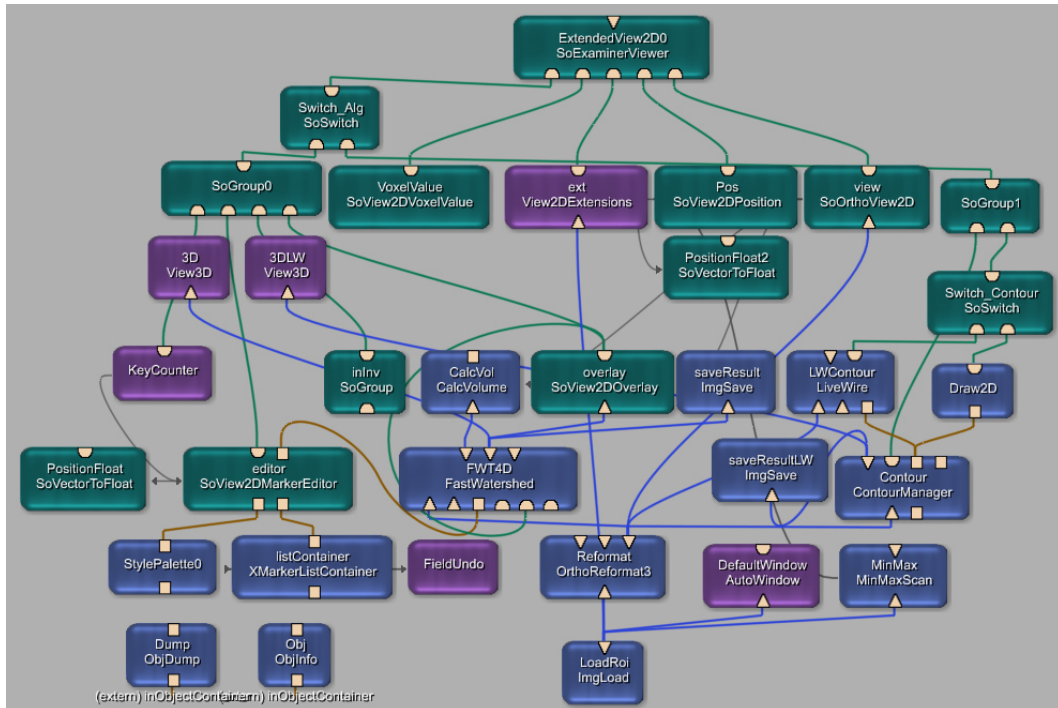 ExtendedView2D0
SoExaminerViewer
Switch_Alg
SoSwitch
SoGroup0
VoxelValue
SoView2DVoxelValue
ext
View2DExtensions
Pos
SoView2DPosition
view
SoOrthoView2D
SoGroup1
3D
View3D
3DLW
View3D
PositionFloat2
SoVectorToFloat
Switch_Contour
SoSwitch
KeyCounter
inInv
SoGroup
CalcVol
CalcVolume
overlay
SoView2DOverlay
saveResult
ImgSave
LWContour
LiveWire
Draw2D
PositionFloat
SoVectorToFloat
editor
SoView2DMarkerEditor
FWT4D
FastWatershed
saveResultLW
ImgSave
Contour
ContourManager
StylePalette0
listContainer
XMarkerListContainer
FieldUndo
Reformat
OrthoReformat3
DefaultWindow
AutoWindow
MinMax
MinMaxScan
Dump
ObjDump
Obj
ObjInfo
LoadRoi
ImgLoad
(extern) inObjectContainer
inObjectContainer